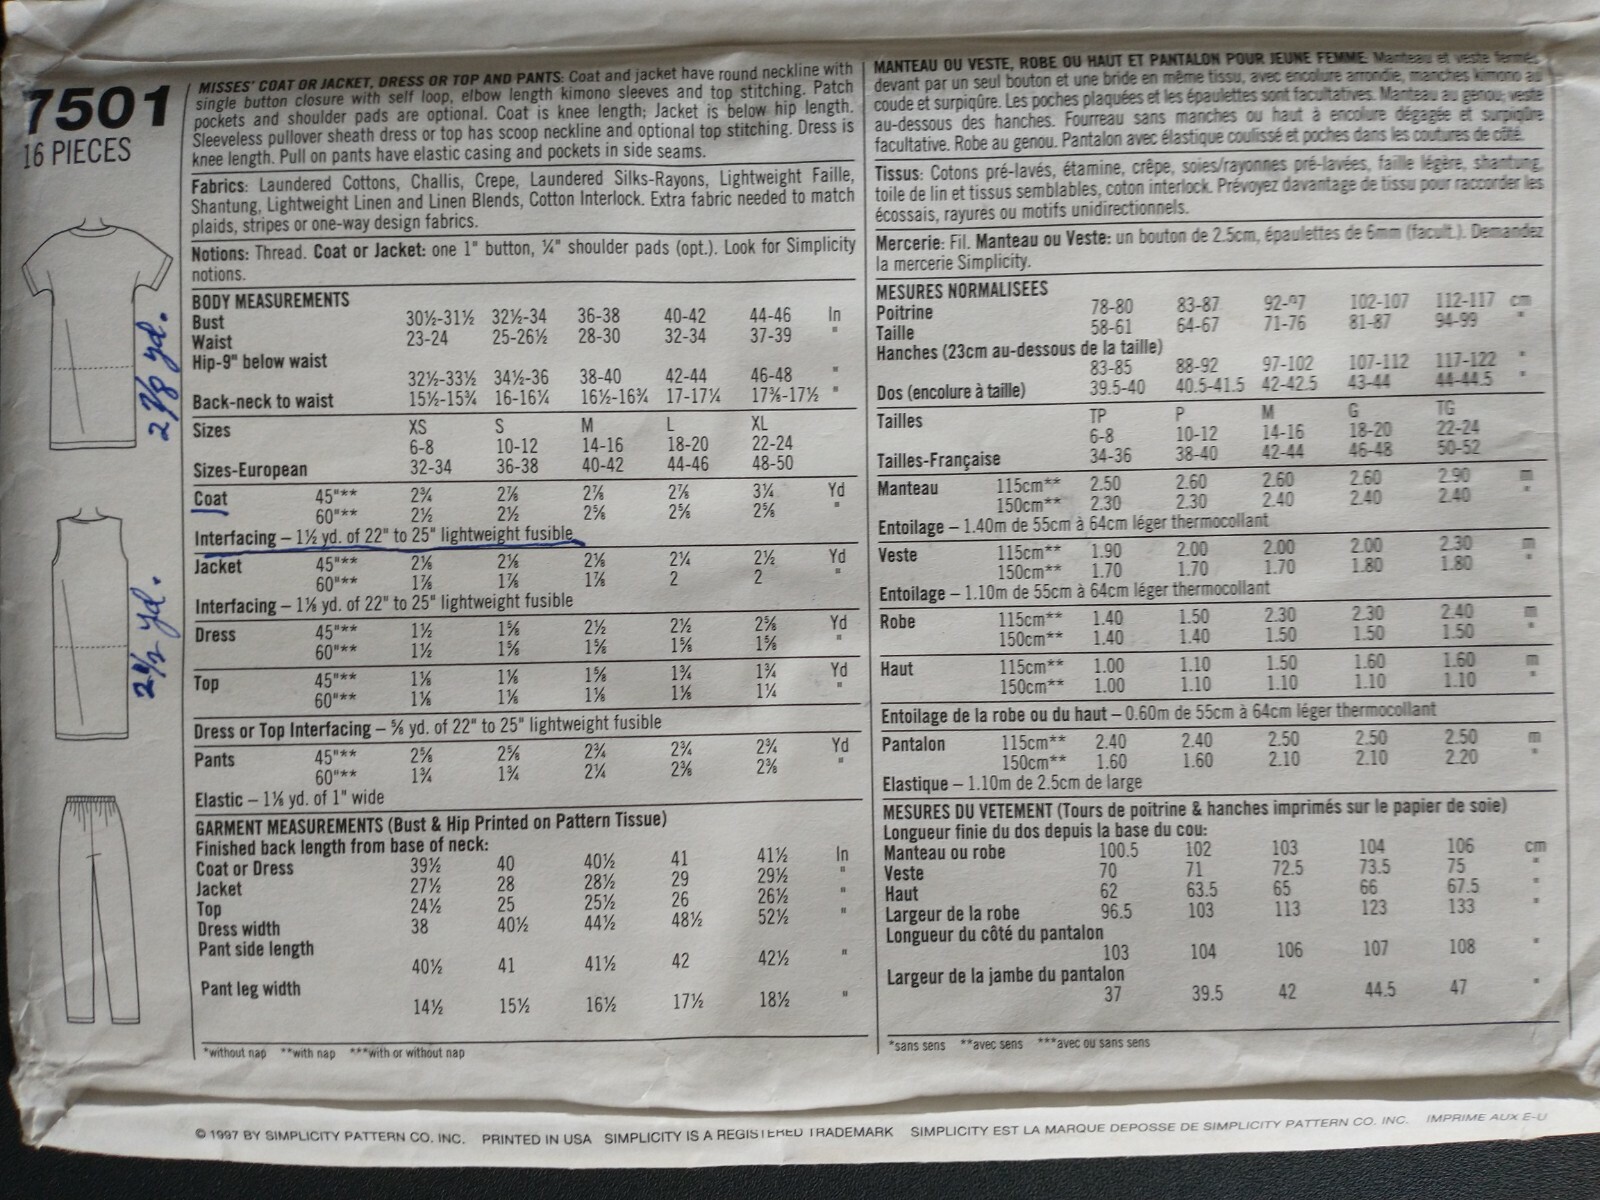 7501
16 PIECES
2 7/8 yd.
2 1/2 yd.
MISSES' COAT OR JACKET, DRESS OR TOP AND PANTS: Coat and jacket have round neckline with
single button closure with self loop, elbow length kimono sleeves and top stitching. Patch
pockets and shoulder pads are optional. Coat is knee length; Jacket is below hip length.
Sleeveless pullover sheath dress or top has scoop neckline and optional top stitching. Dress is
knee length. Pull on pants have elastic casing and pockets in side seams.
Fabrics: Laundered Cottons, Challis, Crepe, Laundered Silks-Rayons, Lightweight Faille,
Shantung, Lightweight Linen and Linen Blends, Cotton Interlock. Extra fabric needed to match
plaids, stripes or one-way design fabrics.
Notions: Thread. Coat or Jacket: one 1" button, ¼" shoulder pads (opt.). Look for Simplicity
notions.
BODY MEASUREMENTS
Bust 30½-31½ 32½-34 36-38 40-42 44-46 In
Waist 23-24 25-26½ 28-30 32-34 37-39 "
Hip-9" below waist
32½-33½ 34½-36 38-40 42-44 46-48 "
Back-neck to waist 15½-15¾ 16-16¼ 16½-16¾ 17-17¼ 17⅜-17½ "
Sizes XS S M L XL
6-8 10-12 14-16 18-20 22-24
Sizes-European 32-34 36-38 40-42 44-46 48-50
Coat 45"** 2¾ 2⅞ 2⅞ 2⅞ 3¼ Yd
60"** 2½ 2½ 2⅝ 2⅝ 2⅝ "
Interfacing – 1½ yd. of 22" to 25" lightweight fusible
Jacket 45"** 2⅛ 2⅛ 2⅛ 2¼ 2½ Yd
60"** 1⅞ 1⅞ 1⅞ 2 2 "
Interfacing – 1⅛ yd. of 22" to 25" lightweight fusible
Dress 45"** 1½ 1⅝ 2½ 2½ 2⅝ Yd
60"** 1½ 1⅝ 1⅝ 1⅝ 1⅝ "
Top 45"** 1⅛ 1⅛ 1⅝ 1¾ 1¾ Yd
60"** 1⅛ 1⅛ 1⅛ 1⅛ 1¼ "
Dress or Top Interfacing – ⅝ yd. of 22" to 25" lightweight fusible
Pants 45"** 2⅝ 2⅝ 2¾ 2¾ 2¾ Yd
60"** 1¾ 1¾ 2¼ 2⅜ 2⅜ "
Elastic – 1⅛ yd. of 1" wide
GARMENT MEASUREMENTS (Bust & Hip Printed on Pattern Tissue)
Finished back length from base of neck:
Coat or Dress 39½ 40 40½ 41 41½ In
Jacket 27½ 28 28½ 29 29½ "
Top 24½ 25 25½ 26 26½ "
Dress width 38 40½ 44½ 48½ 52½ "
Pant side length
40½ 41 41½ 42 42½ "
Pant leg width
14½ 15½ 16½ 17½ 18½ "
*without nap **with nap ***with or without nap
MANTEAU OU VESTE, ROBE OU HAUT ET PANTALON POUR JEUNE FEMME: Manteau et veste fermé,
devant par un seul bouton et une bride en même tissu, avec encolure arrondie, manches kimono au
coude et surpiqûre. Les poches plaquées et les épaulettes sont facultatives. Manteau au genou; veste
au-dessous des hanches. Fourreau sans manches ou haut à encolure dégagée et surpiqûre
facultative. Robe au genou. Pantalon avec élastique coulissé et poches dans les coutures de côté.
Tissus: Cotons pré-lavés, étamine, crêpe, soies/rayonnes pré-lavées, faille légère, shantung,
toile de lin et tissus semblables, coton interlock. Prévoyez davantage de tissu pour raccorder les
écossais, rayures ou motifs unidirectionnels.
Mercerie: Fil. Manteau ou Veste: un bouton de 2.5cm, épaulettes de 6mm (facult.). Demandez
la mercerie Simplicity.
MESURES NORMALISEES
Poitrine 78-80 83-87 92-97 102-107 112-117 cm
Taille 58-61 64-67 71-76 81-87 94-99 "
Hanches (23cm au-dessous de la taille)
83-85 88-92 97-102 107-112 117-122 "
Dos (encolure à taille) 39.5-40 40.5-41.5 42-42.5 43-44 44-44.5 "
Tailles TP P M G TG
6-8 10-12 14-16 18-20 22-24
Tailles-Française 34-36 38-40 42-44 46-48 50-52
Manteau 115cm** 2.50 2.60 2.60 2.60 2.90 m
150cm** 2.30 2.30 2.40 2.40 2.40 "
Entoilage – 1.40m de 55cm à 64cm léger thermocollant
Veste 115cm** 1.90 2.00 2.00 2.00 2.30 m
150cm** 1.70 1.70 1.70 1.80 1.80 "
Entoilage – 1.10m de 55cm à 64cm léger thermocollant
Robe 115cm** 1.40 1.50 2.30 2.30 2.40 m
150cm** 1.40 1.40 1.50 1.50 1.50 "
Haut 115cm** 1.00 1.10 1.50 1.60 1.60 m
150cm** 1.00 1.10 1.10 1.10 1.10 "
Entoilage de la robe ou du haut – 0.60m de 55cm à 64cm léger thermocollant
Pantalon 115cm** 2.40 2.40 2.50 2.50 2.50 m
150cm** 1.60 1.60 2.10 2.10 2.20 "
Elastique – 1.10m de 2.5cm de large
MESURES DU VETEMENT (Tours de poitrine & hanches imprimés sur le papier de soie)
Longueur finie du dos depuis la base du cou:
Manteau ou robe 100.5 102 103 104 106 cm
Veste 70 71 72.5 73.5 75 "
Haut 62 63.5 65 66 67.5 "
Largeur de la robe 96.5 103 113 123 133 "
Longueur du côté du pantalon
103 104 106 107 108 "
Largeur de la jambe du pantalon
37 39.5 42 44.5 47 "
*sans sens **avec sens ***avec ou sans sens
© 1997 BY SIMPLICITY PATTERN CO. INC. PRINTED IN USA SIMPLICITY IS A REGISTERED TRADEMARK SIMPLICITY EST LA MARQUE DEPOSSE DE SIMPLICITY PATTERN CO. INC. IMPRIME AUX E-U